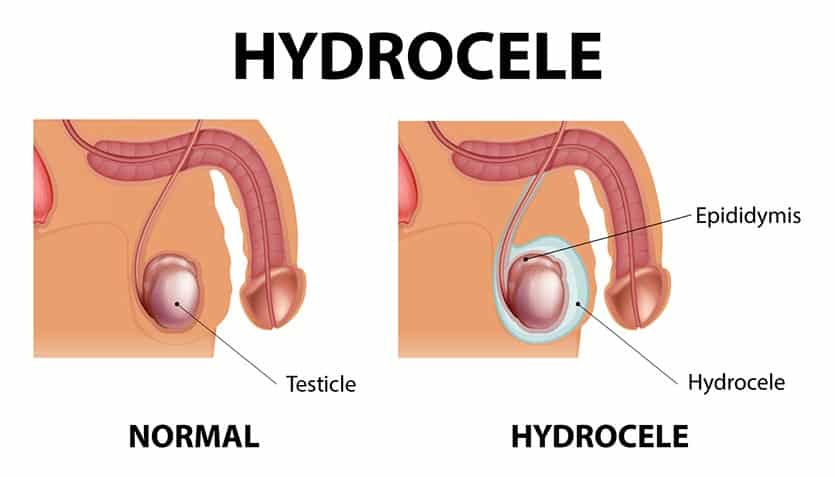 HYDROCELE
Epididymis
Testicle
Hydrocele
NORMAL
HYDROCELE